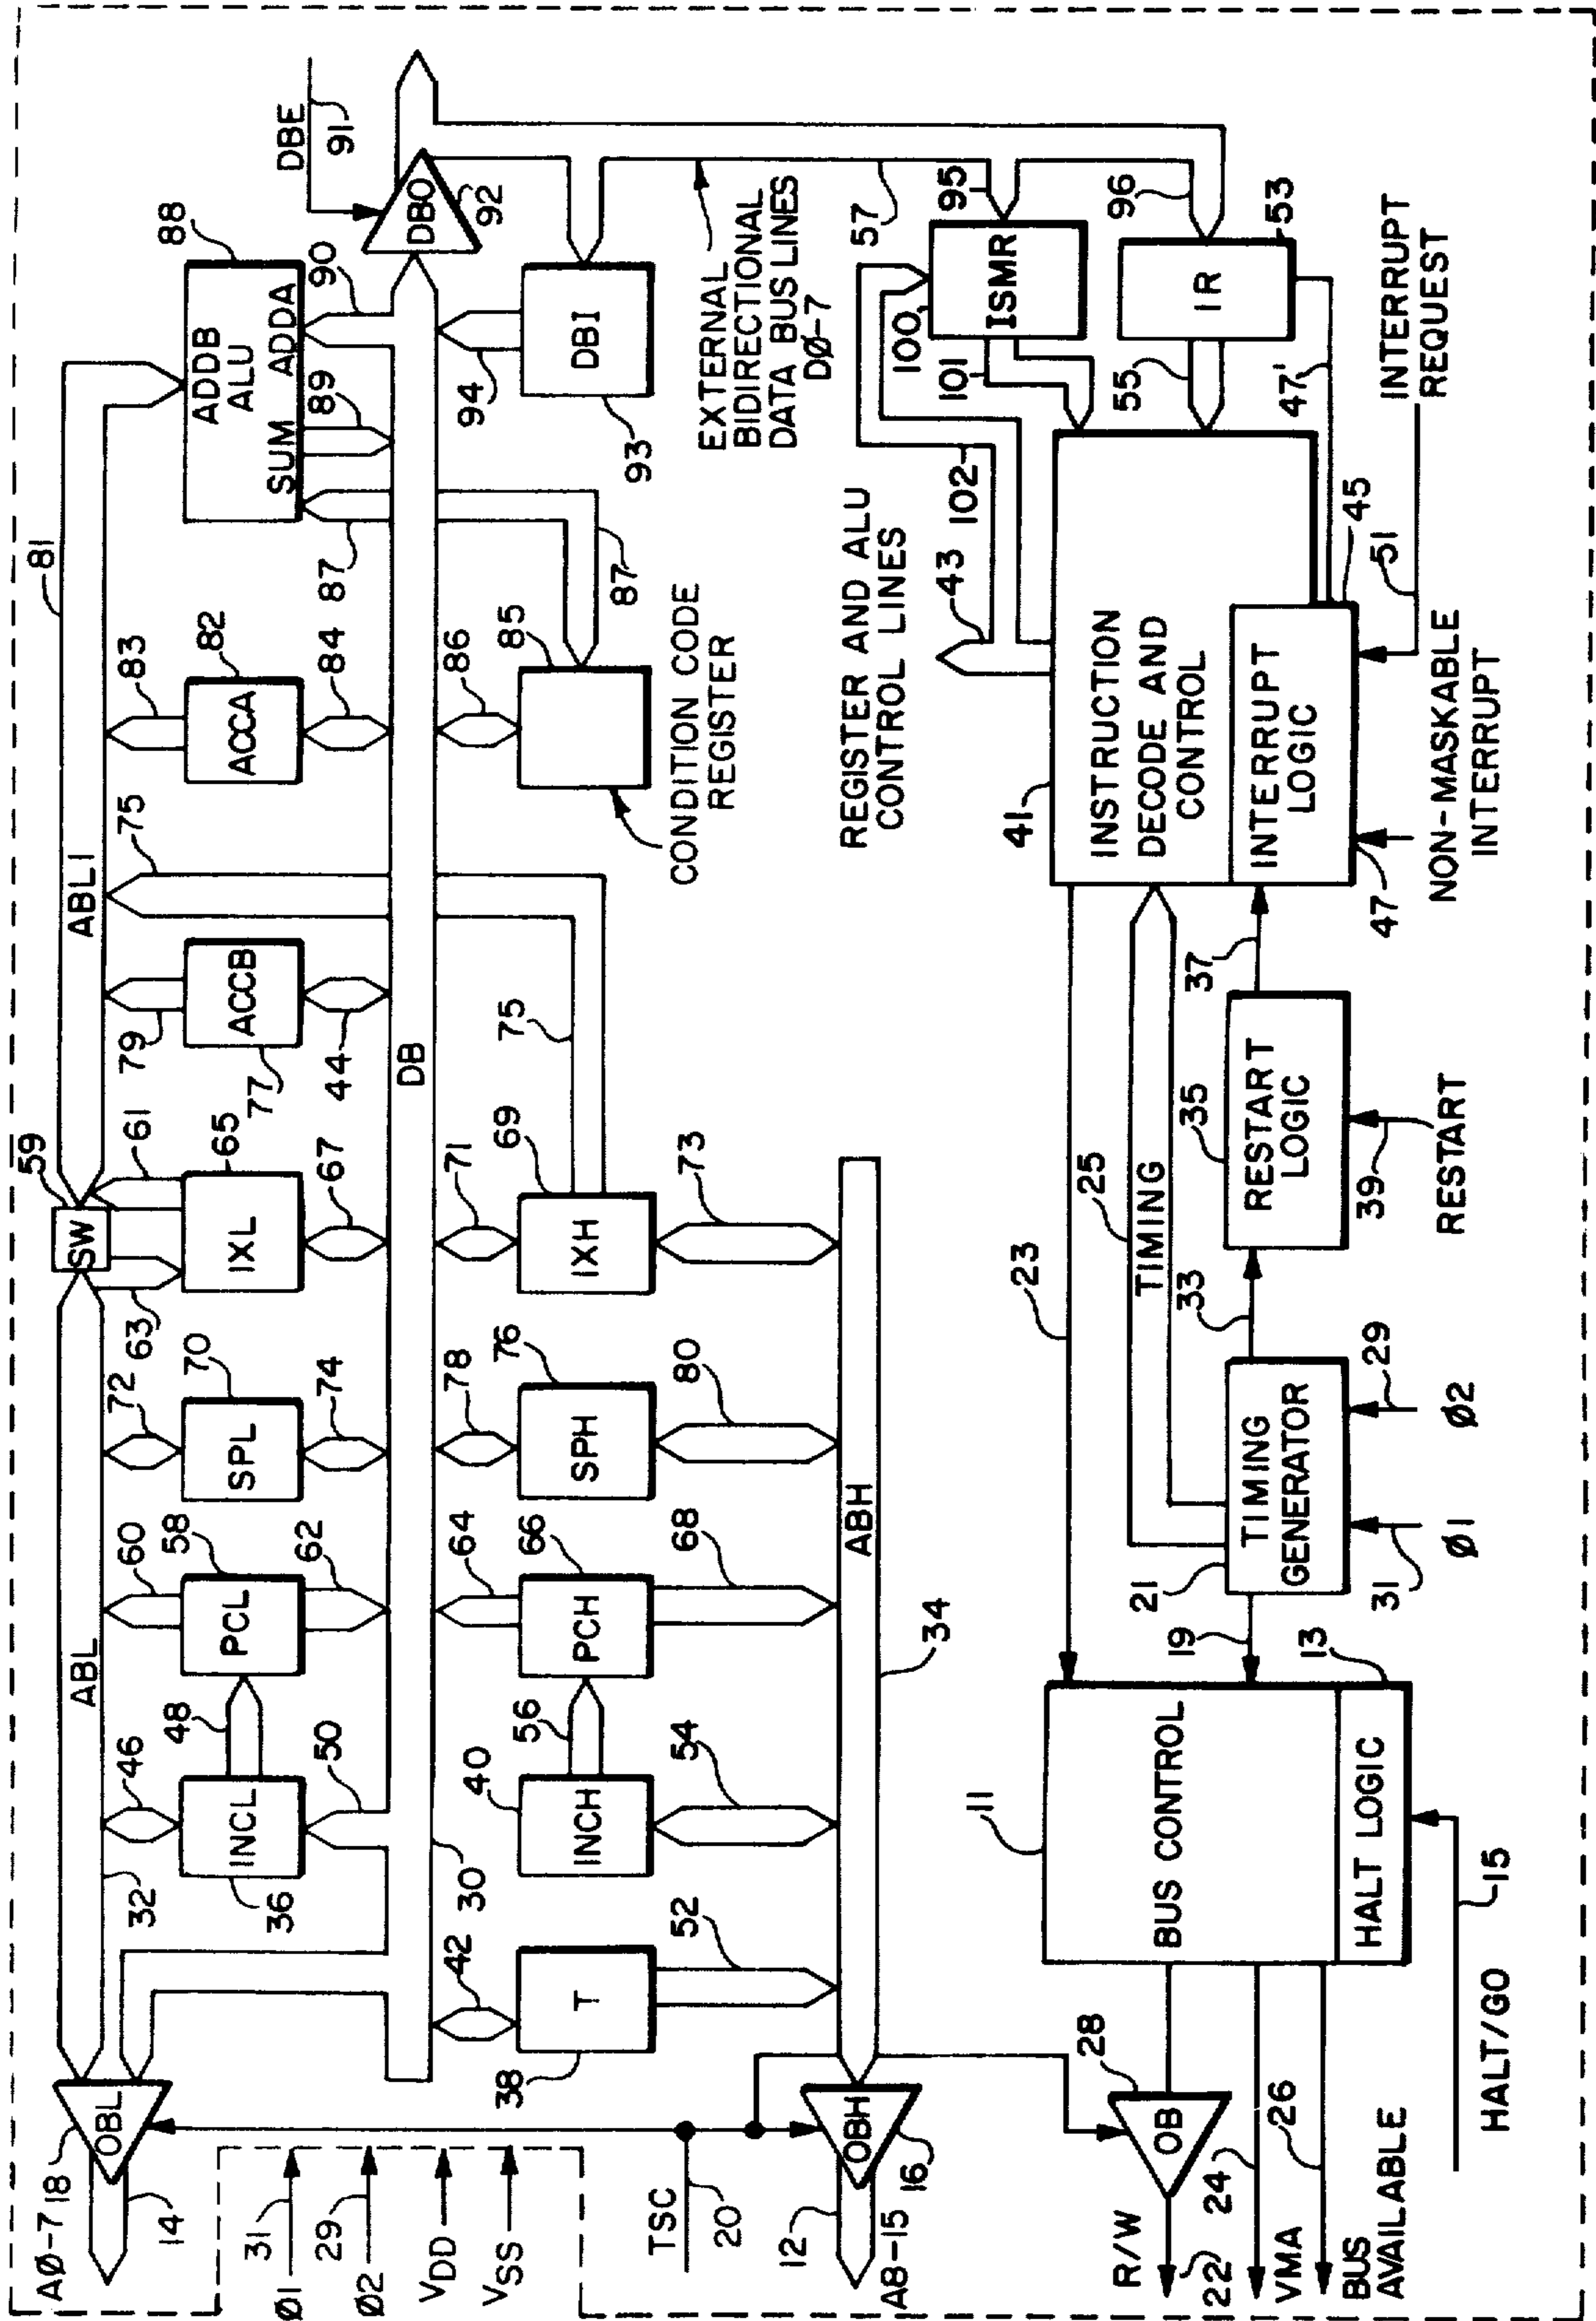 AØ-7
18
OBL
14
ABL
32
46
INCL
36
48
50
60
PCL
58
62
72
SPL
70
74
59
SW
63
61
IXL
65
67
ABLI
81
79
ACCB
77
44
75
83
ACCA
82
84
ADDB
ALU
SUM
ADDA
88
87
89
90
DBE
91
DBO
92
31
Ø1
29
Ø2
VDD
VSS
DB
30
42
T
38
52
INCH
40
56
54
64
PCH
66
68
78
SPH
76
80
71
IXH
69
75
73
86
85
CONDITION CODE
REGISTER
87
94
DBI
93
EXTERNAL
BIDIRECTIONAL
DATA BUS LINES
DØ-7
57
TSC
20
12
OBH
16
A8-15
ABH
34
REGISTER AND ALU
CONTROL LINES
43
102
100
101
ISMR
95
55
IR
96
53
47'
R/W
22
OB
28
24
VMA
26
BUS
AVAILABLE
11
BUS CONTROL
HALT LOGIC
13
HALT/GO
15
23
19
21
TIMING
GENERATOR
31
Ø1
29
Ø2
25
TIMING
33
35
RESTART
LOGIC
39
RESTART
37
41
INSTRUCTION
DECODE AND
CONTROL
INTERRUPT
LOGIC
45
47
NON-MASKABLE
INTERRUPT
51
INTERRUPT
REQUEST